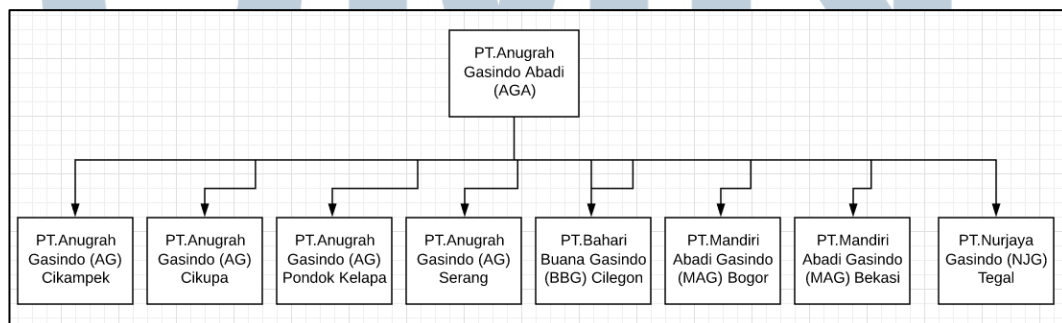 PT.Anugrah
Gasindo Abadi
(AGA)
PT.Anugrah
Gasindo (AG)
Cikampek
PT.Anugrah
Gasindo (AG)
Cikupa
PT.Anugrah
Gasindo (AG)
Pondok Kelapa
PT.Anugrah
Gasindo (AG)
Serang
PT.Bahari
Buana Gasindo
(BBG) Cilegon
PT.Mandiri
Abadi Gasindo
(MAG) Bogor
PT.Mandiri
Abadi Gasindo
(MAG) Bekasi
PT.Nurjaya
Gasindo (NJG)
Tegal